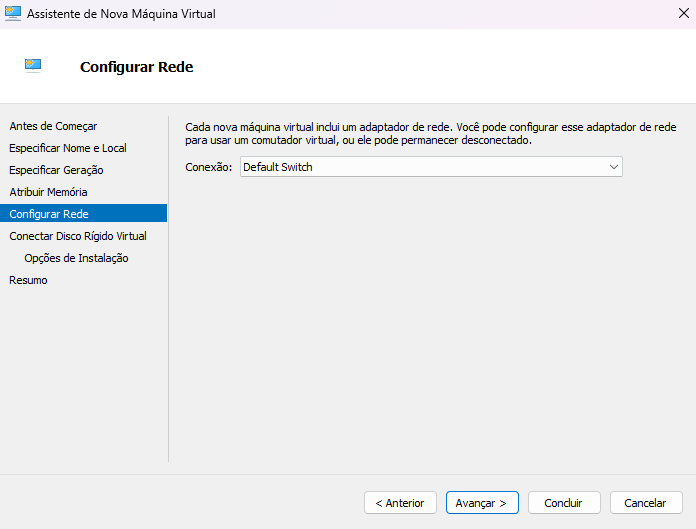 Assistente de Nova Máquina Virtual
Configurar Rede
Antes de Começar
Especificar Nome e Local
Especificar Geração
Atribuir Memória
Configurar Rede
Conectar Disco Rígido Virtual
Opções de Instalação
Resumo
Cada nova máquina virtual inclui um adaptador de rede. Você pode configurar esse adaptador de rede
para usar um comutador virtual, ou ele pode permanecer desconectado.
Conexão: Default Switch
< Anterior Avançar > Concluir Cancelar